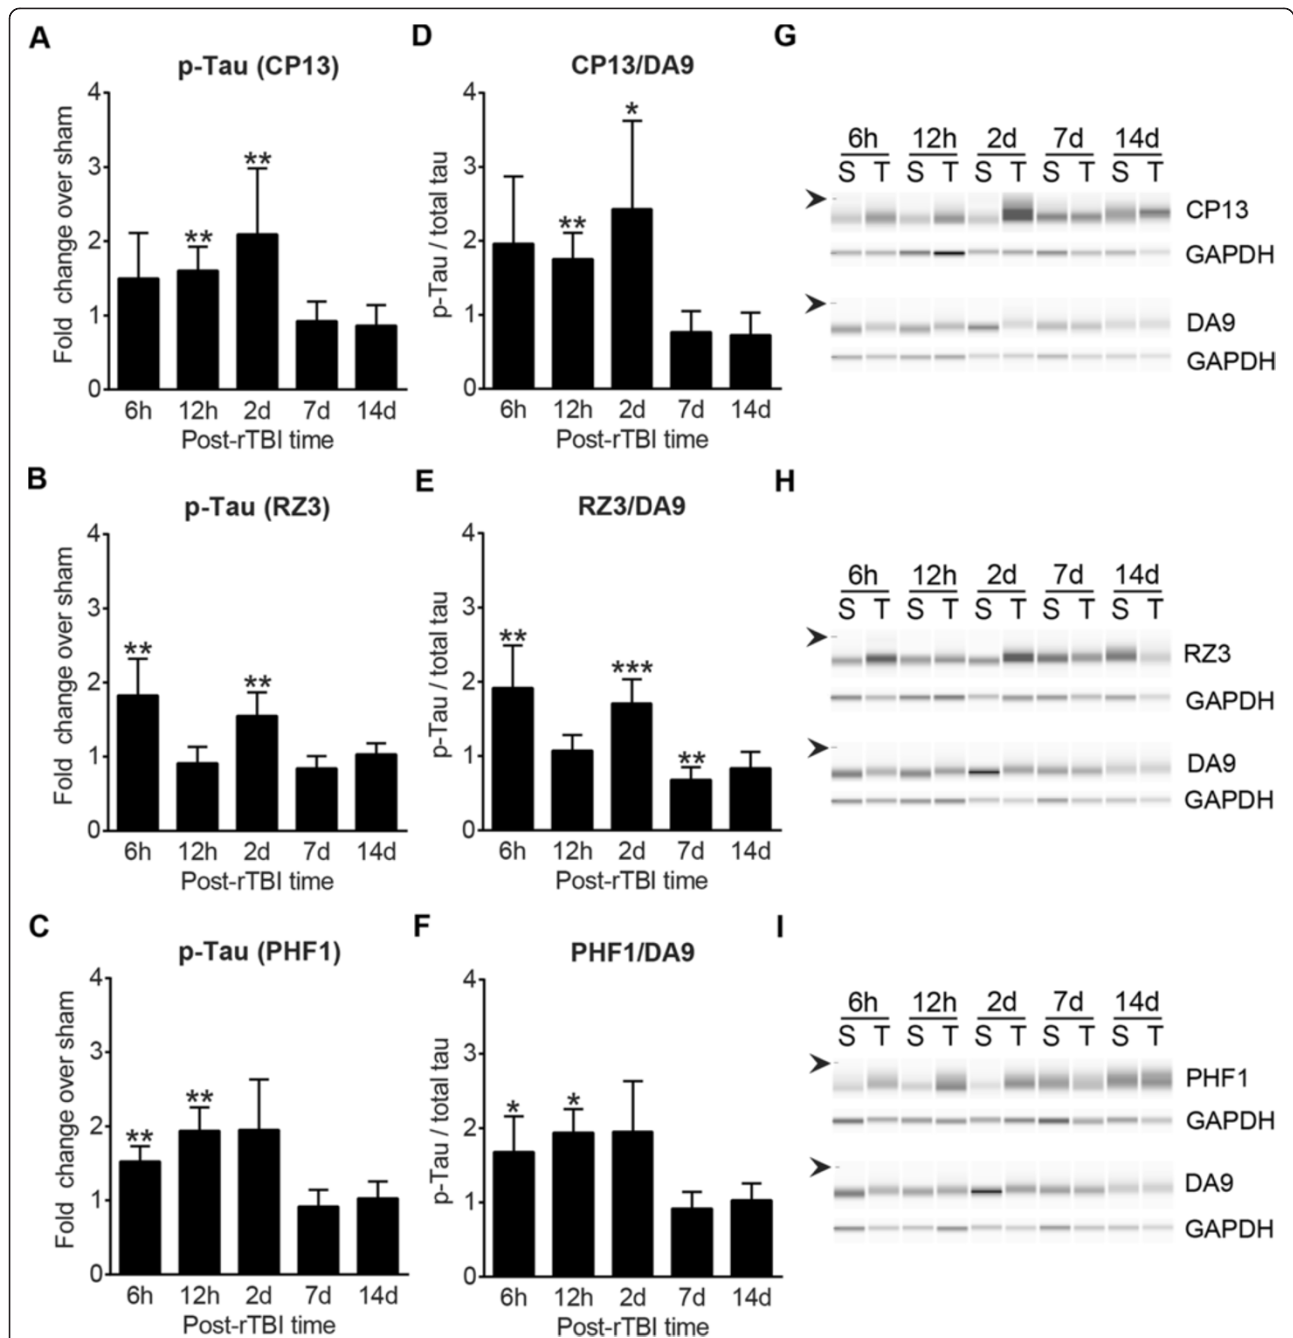 A
p-Tau (CP13)
Fold change over sham
4
3
2
1
0
**
**
6h 12h 2d 7d 14d
Post-rTBI time
D
CP13/DA9
p-Tau / total tau
4
3
2
1
0
**
*
6h 12h 2d 7d 14d
Post-rTBI time
G
6h 12h 2d 7d 14d
S T S T S T S T S T
CP13
GAPDH
DA9
GAPDH
B
p-Tau (RZ3)
Fold change over sham
4
3
2
1
0
**
**
6h 12h 2d 7d 14d
Post-rTBI time
E
RZ3/DA9
p-Tau / total tau
4
3
2
1
0
**
***
**
6h 12h 2d 7d 14d
Post-rTBI time
H
6h 12h 2d 7d 14d
S T S T S T S T S T
RZ3
GAPDH
DA9
GAPDH
C
p-Tau (PHF1)
Fold change over sham
4
3
2
1
0
**
**
6h 12h 2d 7d 14d
Post-rTBI time
F
PHF1/DA9
p-Tau / total tau
4
3
2
1
0
*
*
6h 12h 2d 7d 14d
Post-rTBI time
I
6h 12h 2d 7d 14d
S T S T S T S T S T
PHF1
GAPDH
DA9
GAPDH